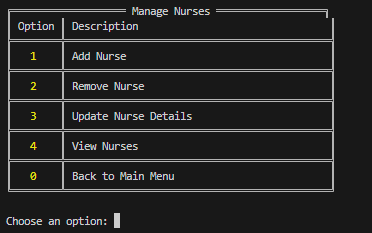 Manage Nurses
Option Description
1 Add Nurse
2 Remove Nurse
3 Update Nurse Details
4 View Nurses
0 Back to Main Menu
Choose an option: